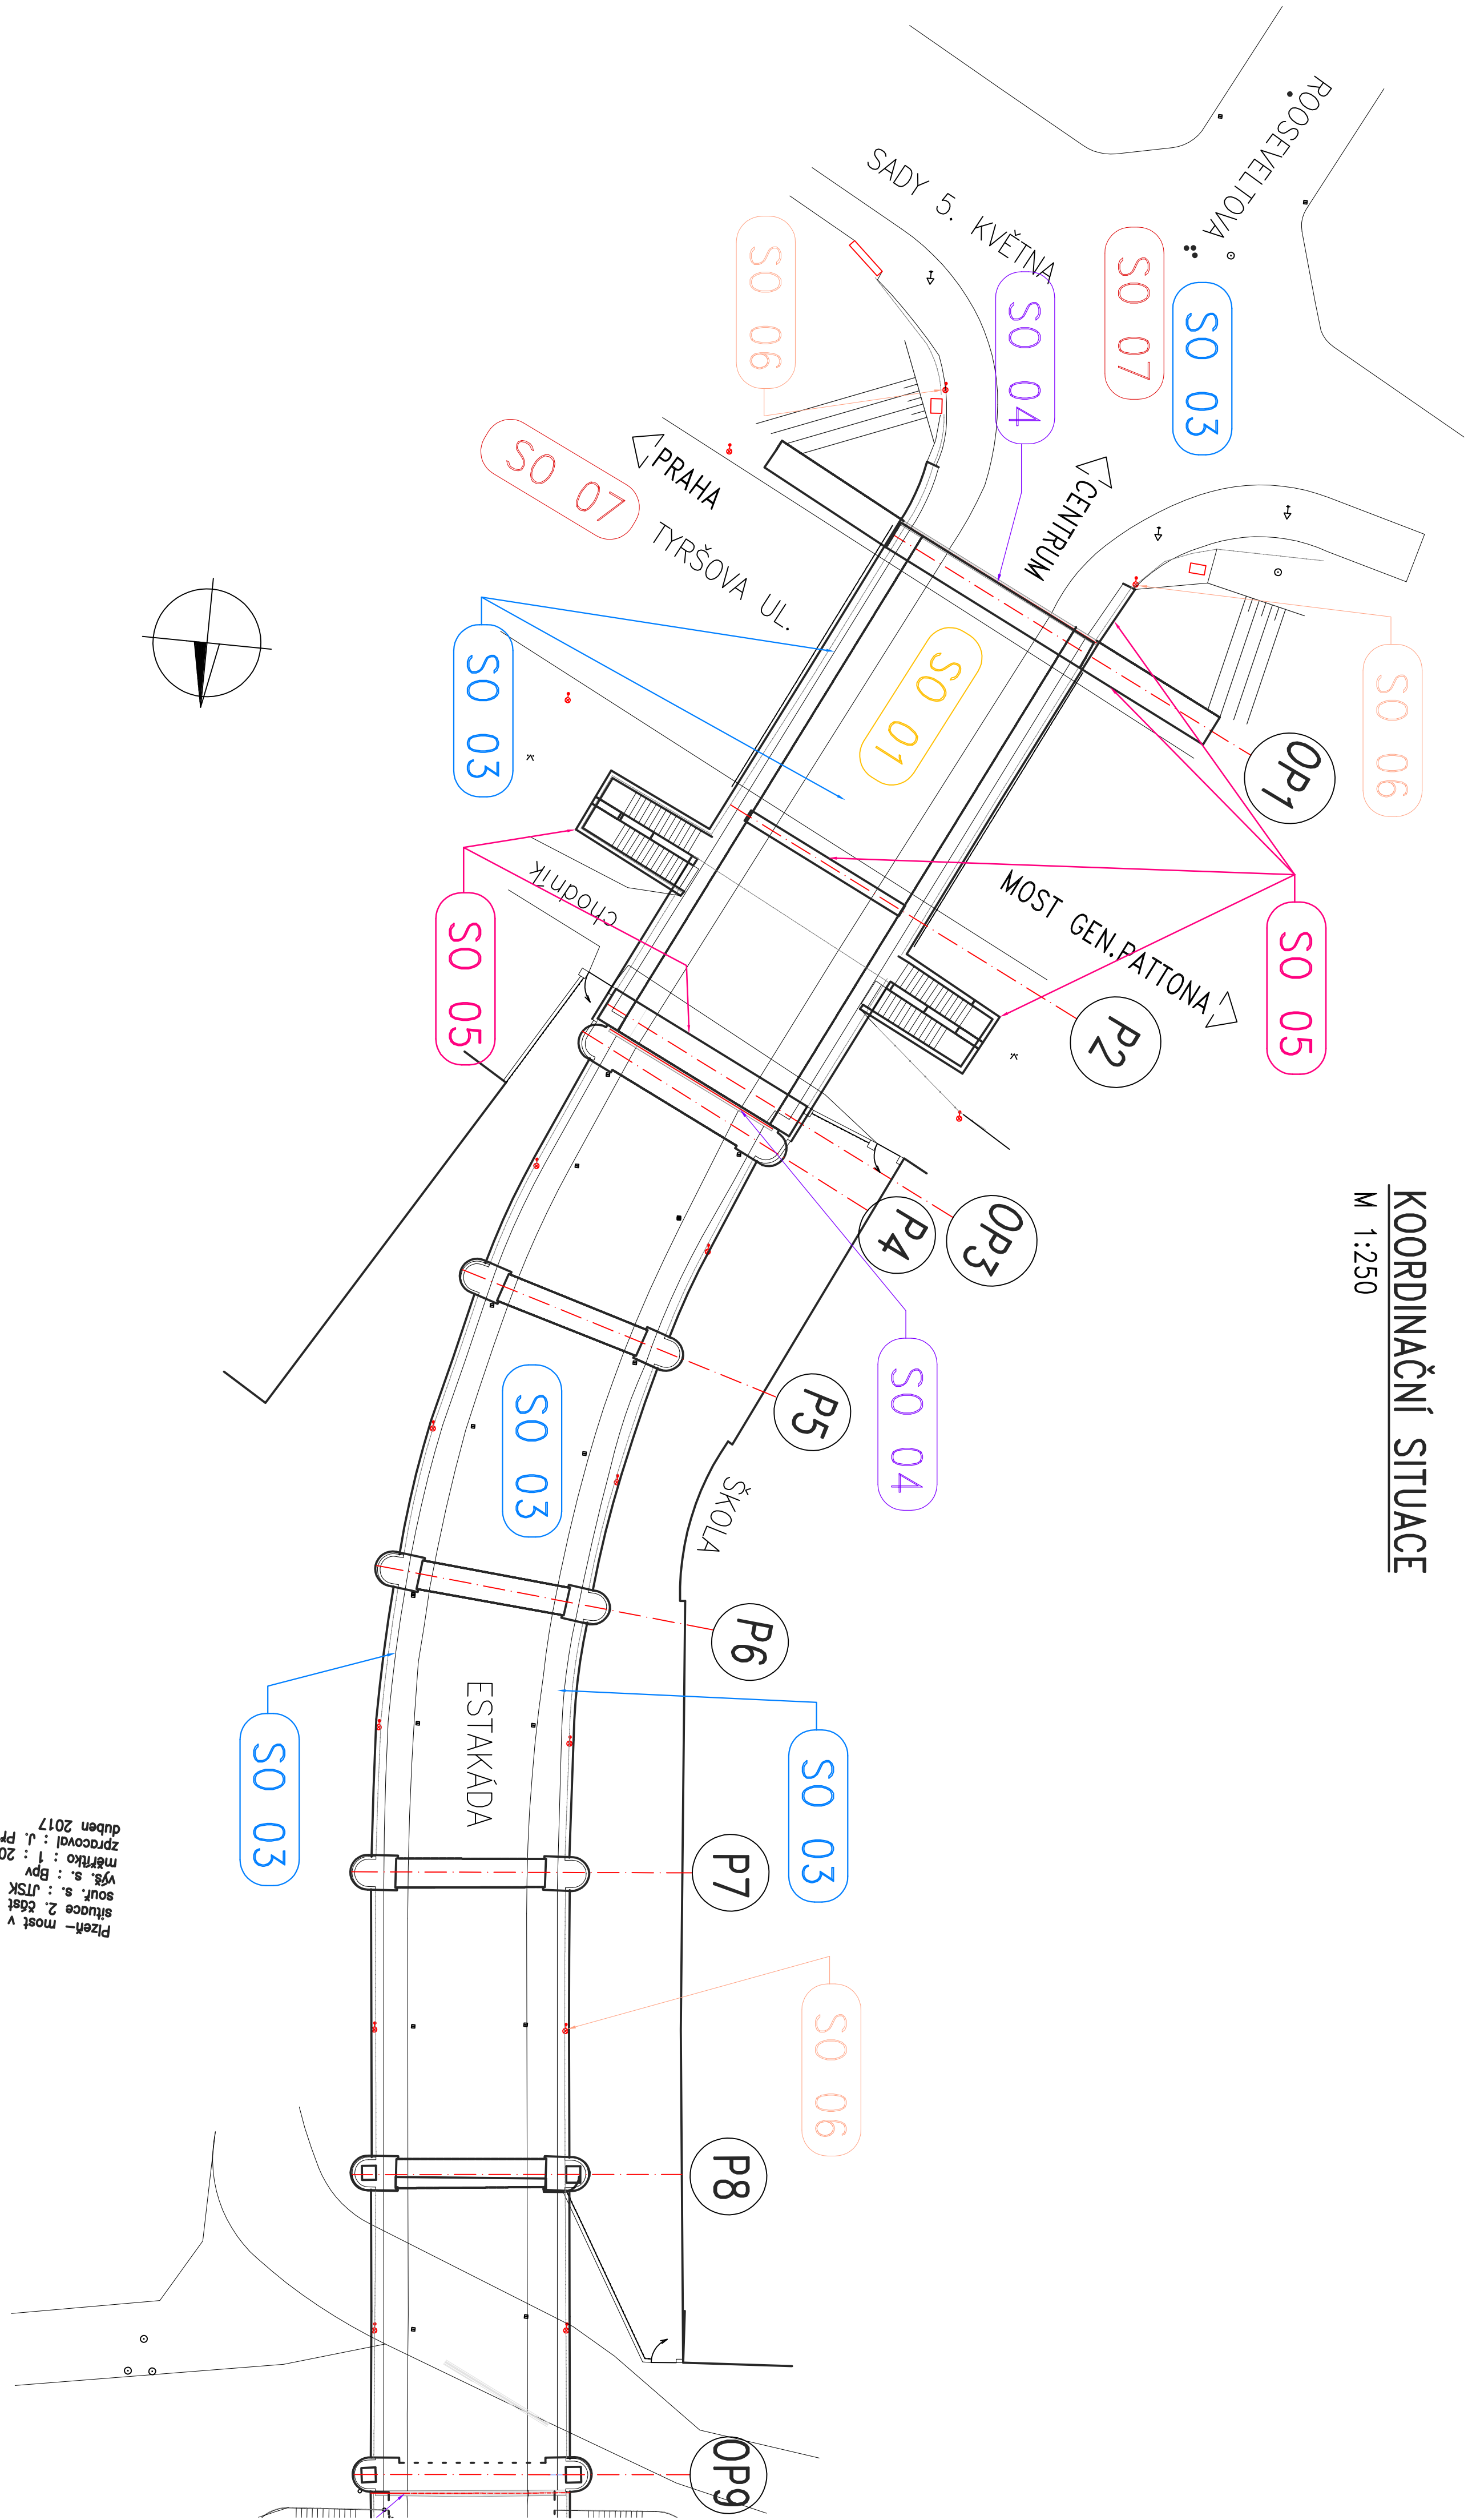 KOORDINAČNÍ SITUACE
M 1:250
ROOSEVELTOVA
SADY 5. KVĚTNA
SO 06
SO 04
SO 07
SO 03
PRAHA
CENTRUM
SO 07
TYRŠOVA UL.
SO 03
SO 01
SO 06
OP1
chodník
MOST GEN.PATTONA
SO 05
SO 05
P2
OP3
P4
P5
SO 04
SO 03
ŠKOLA
P6
ESTAKÁDA
SO 03
SO 03
P7
SO 06
P8
OP9
Plzeň– most v
situace 2. část
souř. s. : JTSK
výš. s. : Bpv
měřítko : 1 : 20
zpracoval : J.
duben 2017